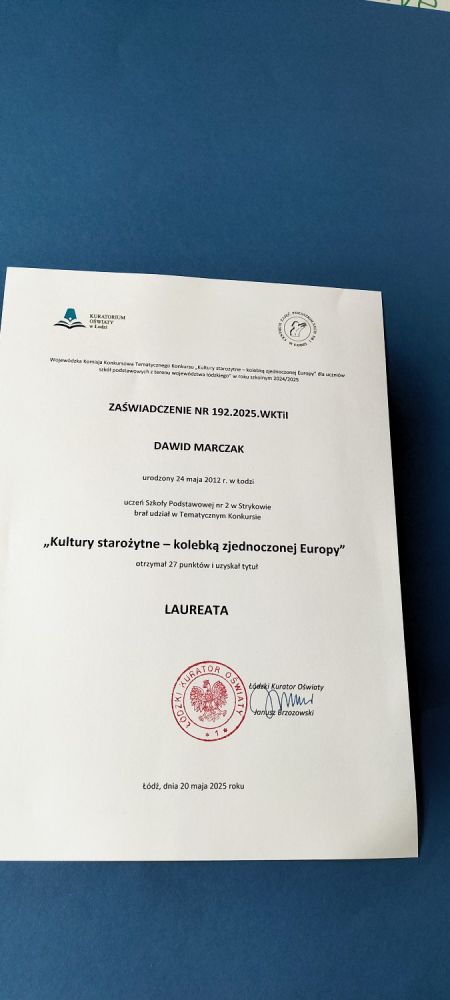 KURATORIUM
OŚWIATY
w Łodzi
Wojewódzka Komisja Konkursowa Tematycznego Konkursu „Kultury starożytne – kolebką zjednoczonej Europy” dla uczniów
szkół podstawowych z terenu województwa łódzkiego” w roku szkolnym 2024/2025
ZAŚWIADCZENIE NR 192.2025.WKTiI
DAWID MARCZAK
urodzony 24 maja 2012 r. w Łodzi
uczeń Szkoły Podstawowej nr 2 w Strykowie
brał udział w Tematycznym Konkursie
„Kultury starożytne – kolebką zjednoczonej Europy”
otrzymał 27 punktów i uzyskał tytuł
LAUREATA
ŁÓDZKI KURATOR OŚWIATY
* 1 *
Łódzki Kurator Oświaty
Janusz Brzozowski
Łódź, dnia 20 maja 2025 roku